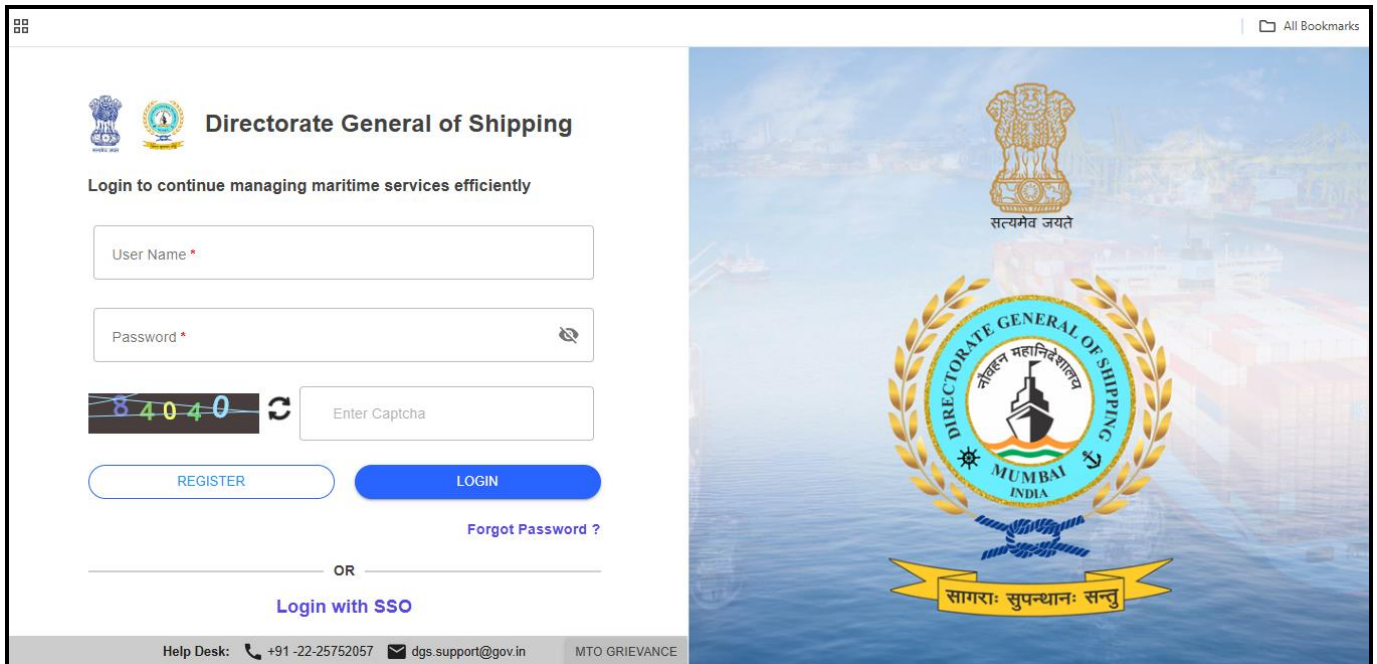 All Bookmarks
Directorate General of Shipping
Login to continue managing maritime services efficiently
User Name *
Password *
84040
Enter Captcha
REGISTER
LOGIN
Forgot Password ?
OR
Login with SSO
Help Desk: +91 -22-25752057 dgs.support@gov.in MTO GRIEVANCE
सत्यमेव जयते
DIRECTORATE GENERAL OF SHIPPING
नौवहन महानिदेशालय
MUMBAI
INDIA
सागराः सुपन्थानः सन्तु